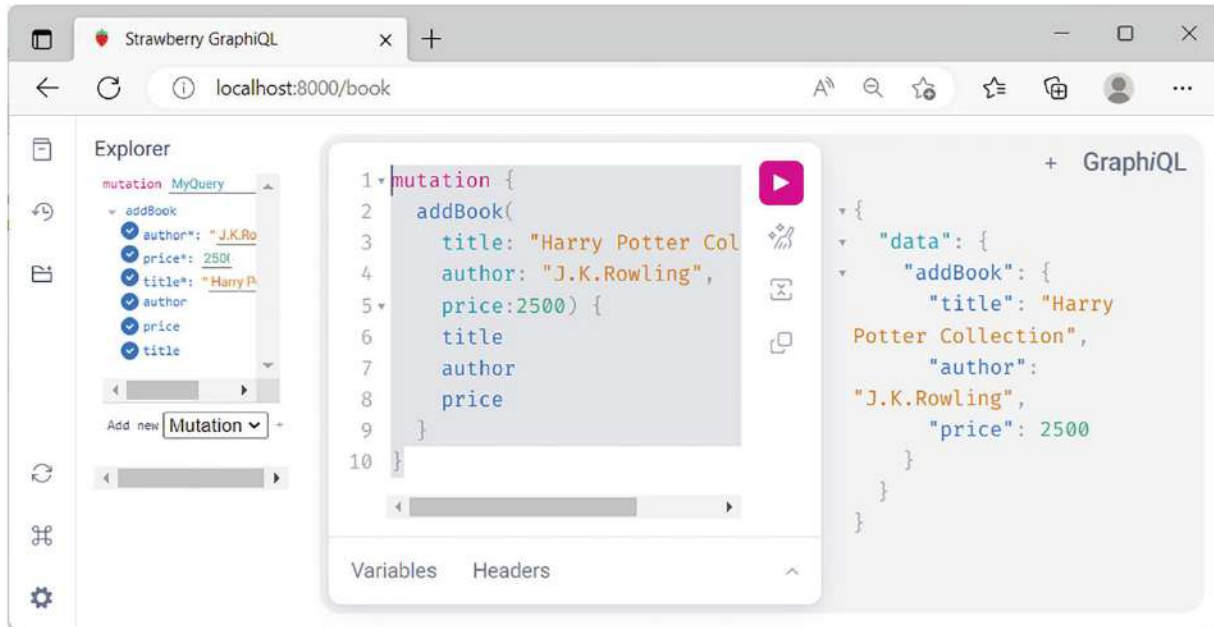 Strawberry GraphiQL
localhost:8000/book
Explorer
mutation MyQuery
addBook
author*: "J.K.Ro
price*: 250(
title*: "Harry P
author
price
title
Add new Mutation
1 mutation {
2 addBook(
3 title: "Harry Potter Col
4 author: "J.K.Rowling",
5 price:2500) {
6 title
7 author
8 price
9 }
10 }
Variables Headers
+ GraphiQL
{
"data": {
"addBook": {
"title": "Harry
Potter Collection",
"author":
"J.K.Rowling",
"price": 2500
}
}
}